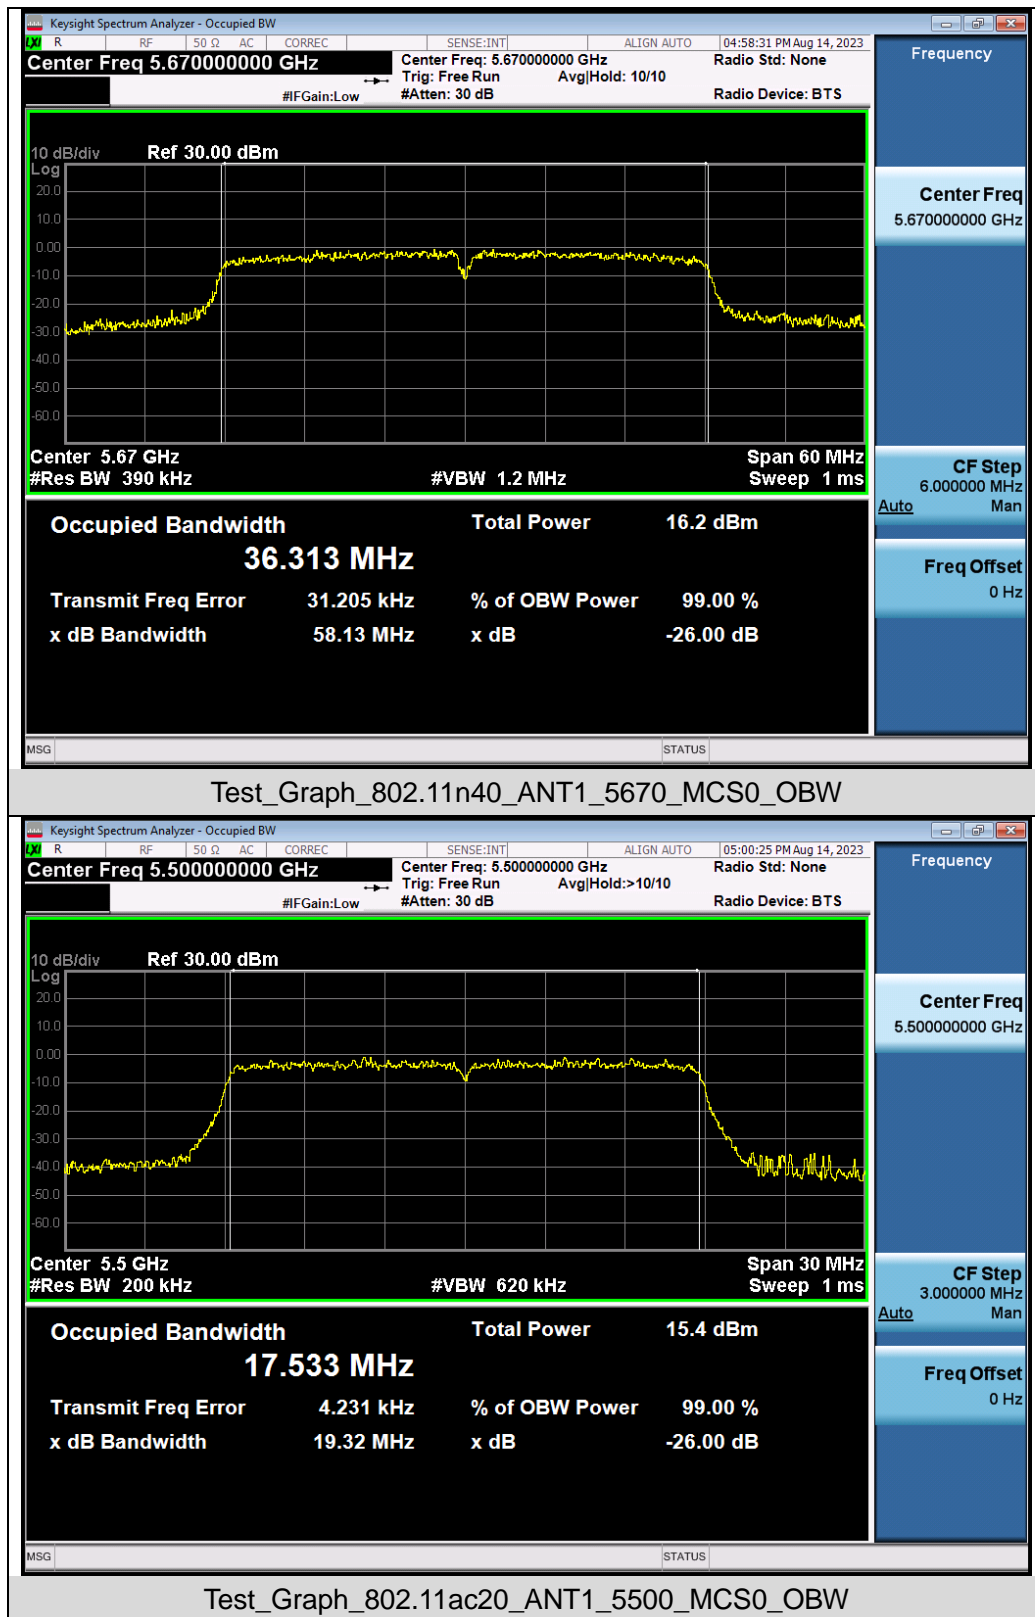 Keysight Spectrum Analyzer - Occupied BW
LXI R RF 50 Ω AC CORREC SENSE:INT ALIGN AUTO 04:58:31 PM Aug 14, 2023
Center Freq 5.670000000 GHz
Center Freq: 5.670000000 GHz
Radio Std: None
Trig: Free Run Avg|Hold: 10/10
#IFGain:Low
#Atten: 30 dB
Radio Device: BTS
Frequency
10 dB/div Ref 30.00 dBm
Log
20.0
10.0
0.00
-10.0
-20.0
-30.0
-40.0
-50.0
-60.0
Center Freq
5.670000000 GHz
Center 5.67 GHz Span 60 MHz
#Res BW 390 kHz #VBW 1.2 MHz Sweep 1 ms
CF Step
6.000000 MHz
Auto Man
Freq Offset
0 Hz
Occupied Bandwidth Total Power 16.2 dBm
36.313 MHz
Transmit Freq Error 31.205 kHz % of OBW Power 99.00 %
x dB Bandwidth 58.13 MHz x dB -26.00 dB
MSG STATUS
Test_Graph_802.11n40_ANT1_5670_MCS0_OBW
Keysight Spectrum Analyzer - Occupied BW
LXI R RF 50 Ω AC CORREC SENSE:INT ALIGN AUTO 05:00:25 PM Aug 14, 2023
Center Freq 5.500000000 GHz
Center Freq: 5.500000000 GHz
Radio Std: None
Trig: Free Run Avg|Hold:>10/10
#IFGain:Low
#Atten: 30 dB
Radio Device: BTS
Frequency
10 dB/div Ref 30.00 dBm
Log
20.0
10.0
0.00
-10.0
-20.0
-30.0
-40.0
-50.0
-60.0
Center Freq
5.500000000 GHz
Center 5.5 GHz Span 30 MHz
#Res BW 200 kHz #VBW 620 kHz Sweep 1 ms
CF Step
3.000000 MHz
Auto Man
Freq Offset
0 Hz
Occupied Bandwidth Total Power 15.4 dBm
17.533 MHz
Transmit Freq Error 4.231 kHz % of OBW Power 99.00 %
x dB Bandwidth 19.32 MHz x dB -26.00 dB
MSG STATUS
Test_Graph_802.11ac20_ANT1_5500_MCS0_OBW